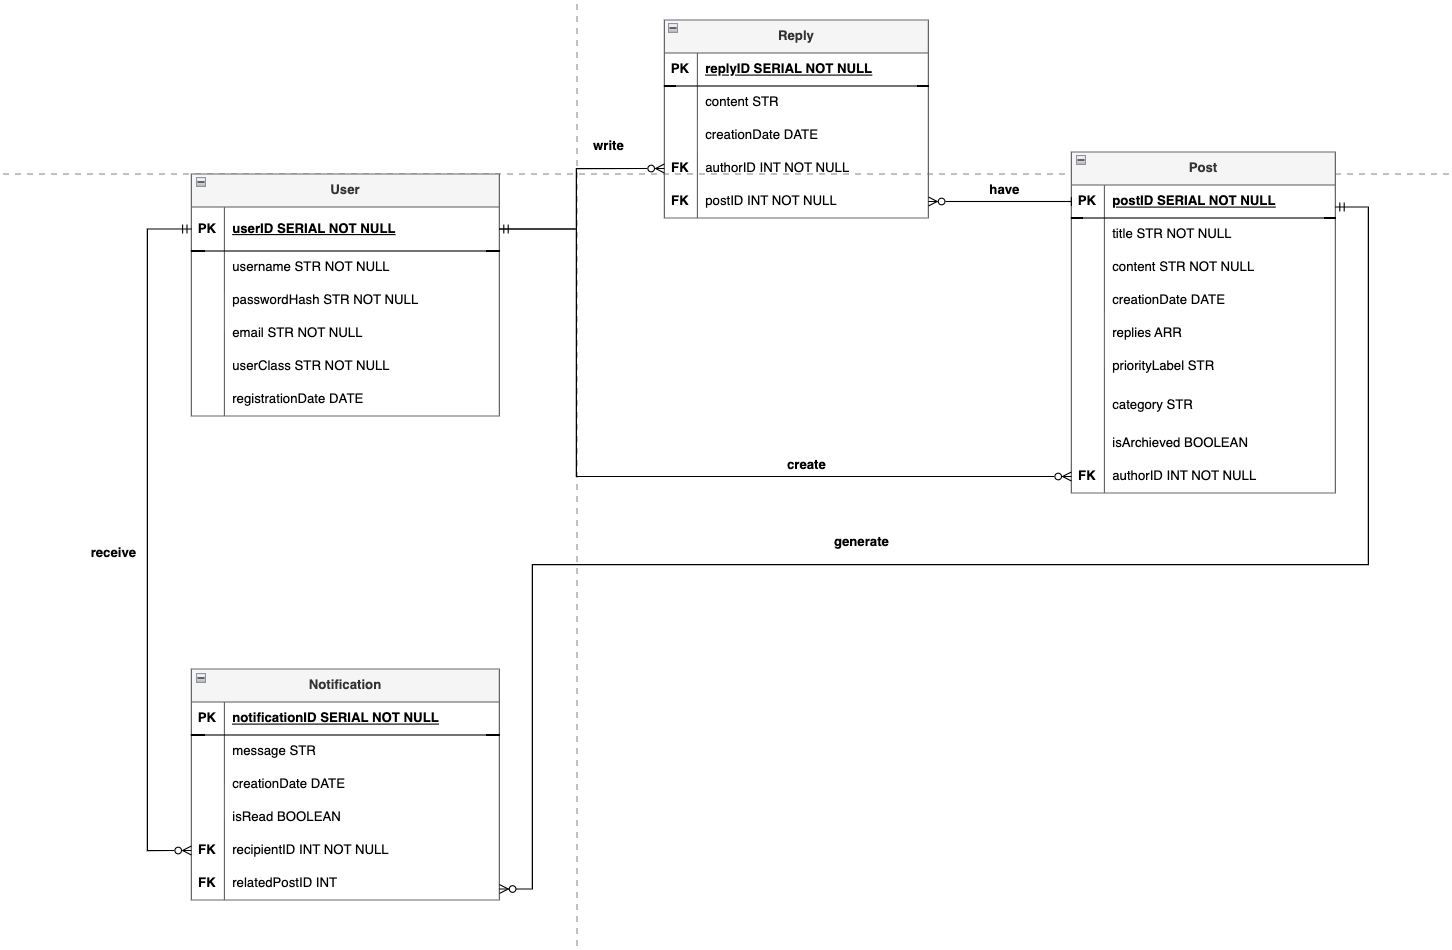 Reply
PK replyID SERIAL NOT NULL
content STR
creationDate DATE
FK authorID INT NOT NULL
FK postID INT NOT NULL
write
have
Post
PK postID SERIAL NOT NULL
title STR NOT NULL
content STR NOT NULL
creationDate DATE
replies ARR
priorityLabel STR
category STR
isArchieved BOOLEAN
FK authorID INT NOT NULL
User
PK userID SERIAL NOT NULL
username STR NOT NULL
passwordHash STR NOT NULL
email STR NOT NULL
userClass STR NOT NULL
registrationDate DATE
create
generate
receive
Notification
PK notificationID SERIAL NOT NULL
message STR
creationDate DATE
isRead BOOLEAN
FK recipientID INT NOT NULL
FK relatedPostID INT